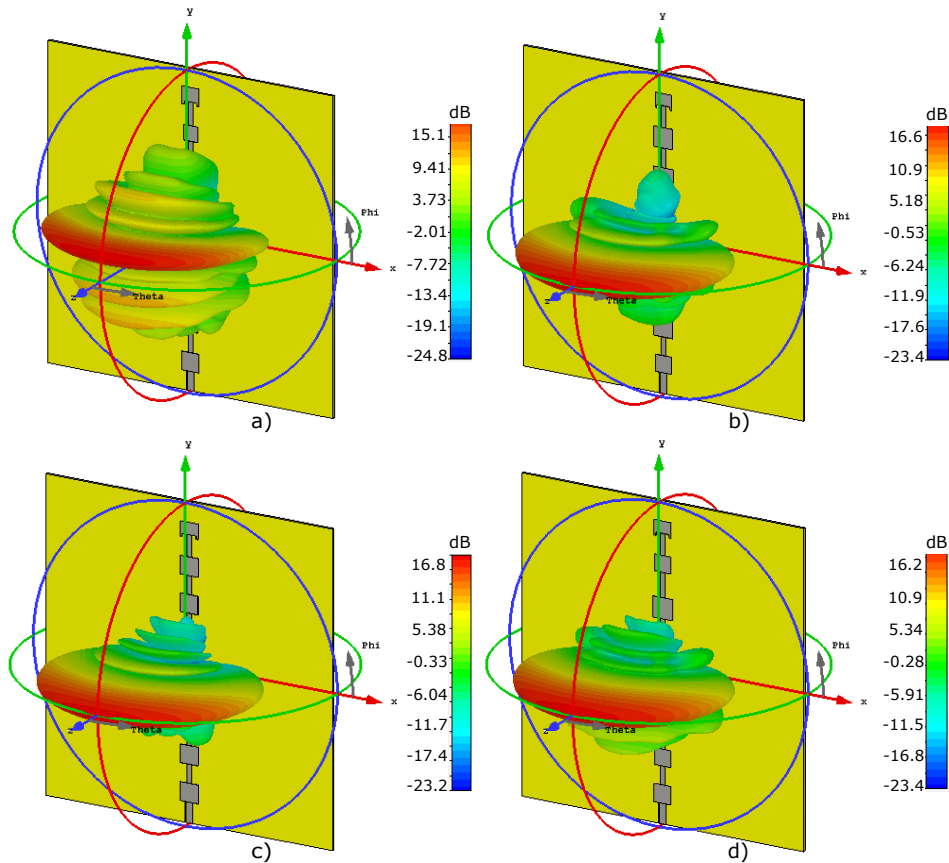 y
dB
15.1
9.41
3.73
-2.01
-7.72
-13.4
-19.1
-24.8
Phi
x
z
Theta
a)
y
dB
16.6
10.9
5.18
-0.53
-6.24
-11.9
-17.6
-23.4
Phi
x
z
Theta
b)
y
dB
16.8
11.1
5.38
-0.33
-6.04
-11.7
-17.4
-23.2
Phi
x
z
Theta
c)
y
dB
16.2
10.9
5.34
-0.28
-5.91
-11.5
-17.8
-23.4
Phi
x
z
Theta
d)